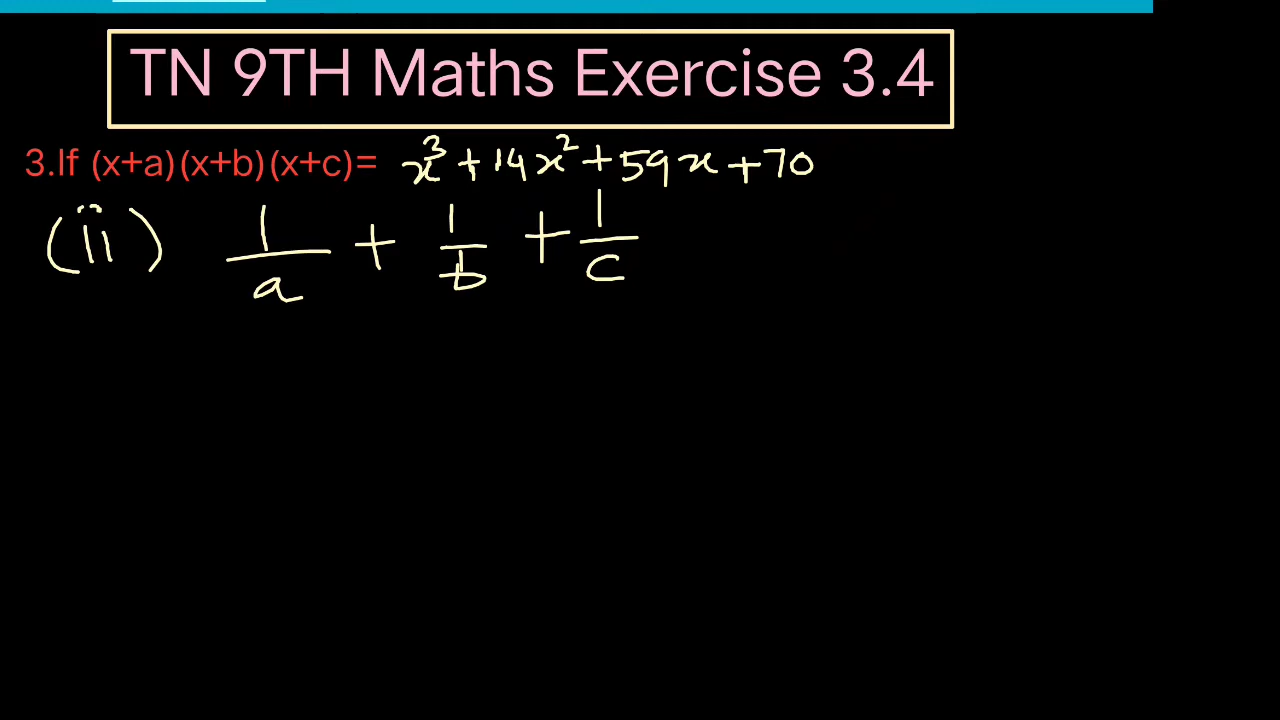 TN 9TH Maths Exercise 3.4
3.If (x+a)(x+b)(x+c)= x³ + 14x² + 59x + 70
(ii) 1/a + 1/b + 1/c